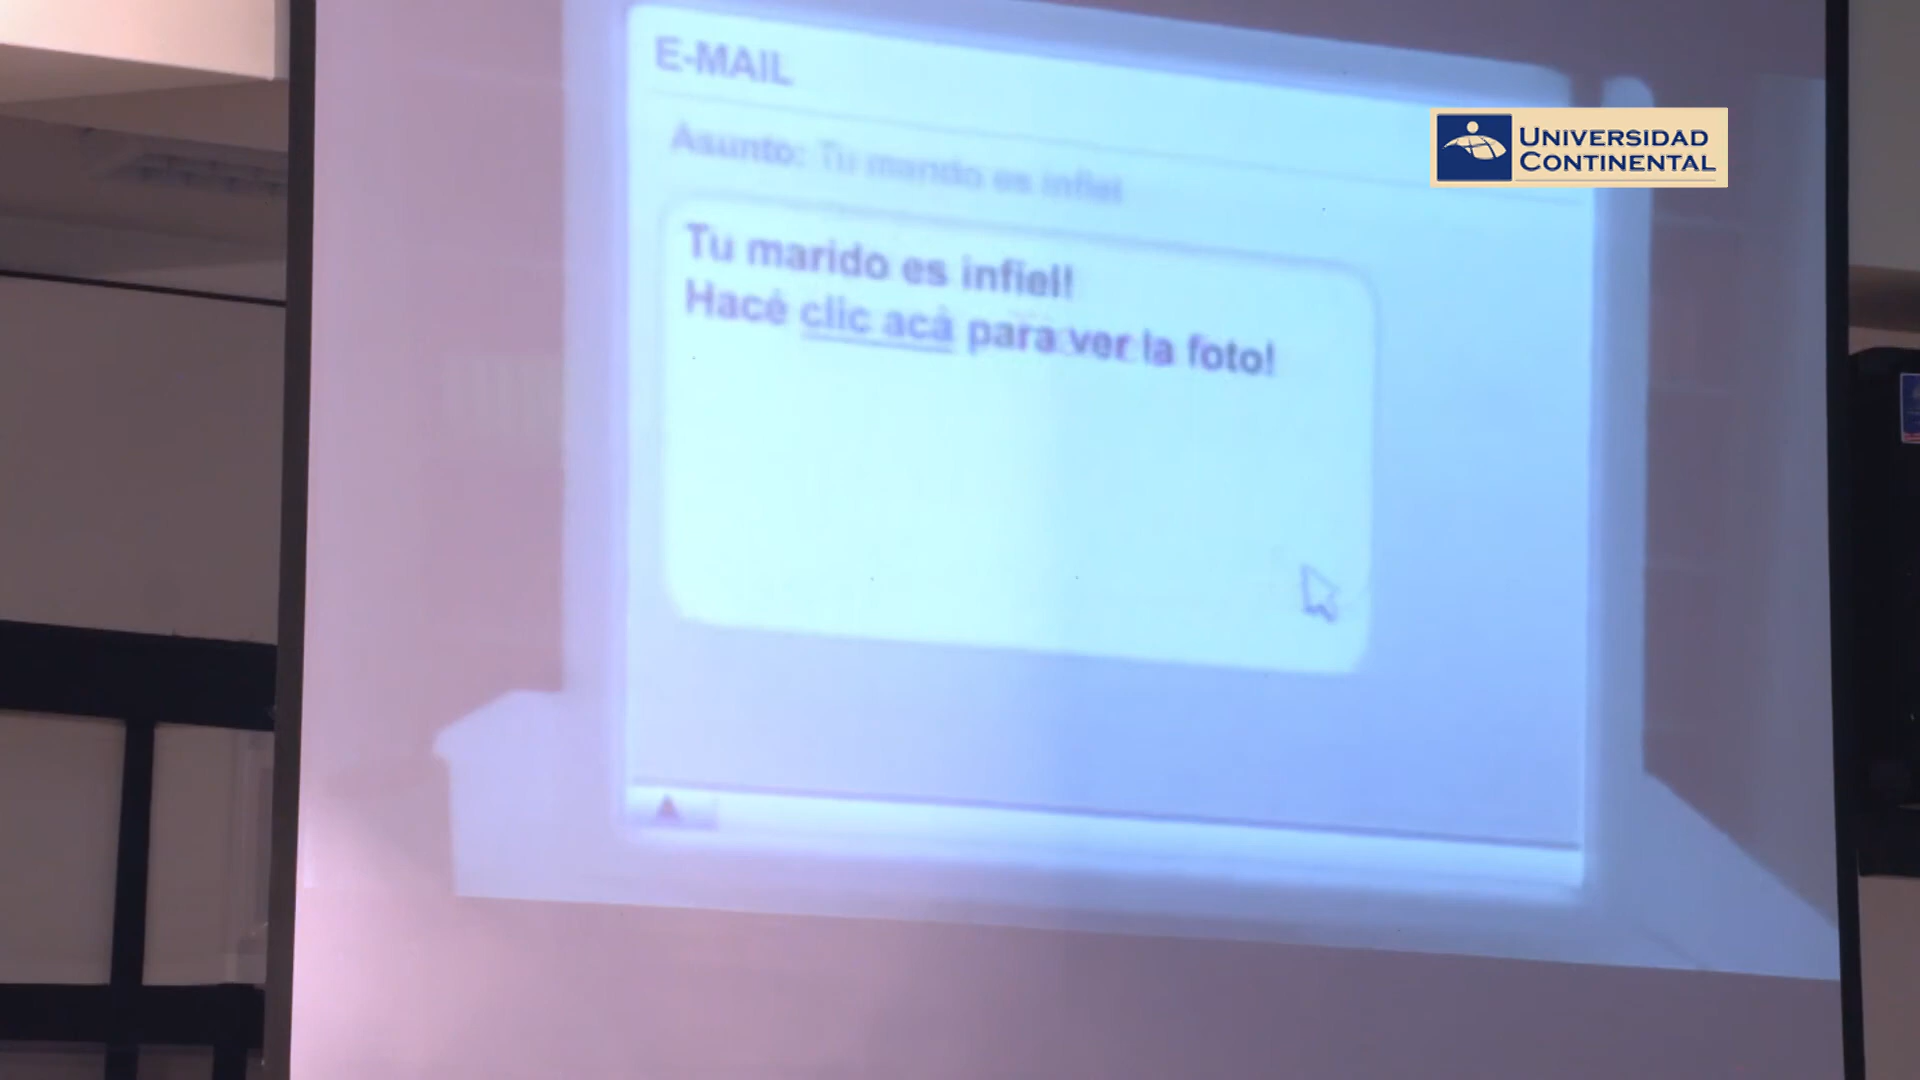 E-MAIL
Asunto: Tu marido es infiel
Tu marido es infiel!
Hacé clic acá para ver la foto!
UNIVERSIDAD
CONTINENTAL